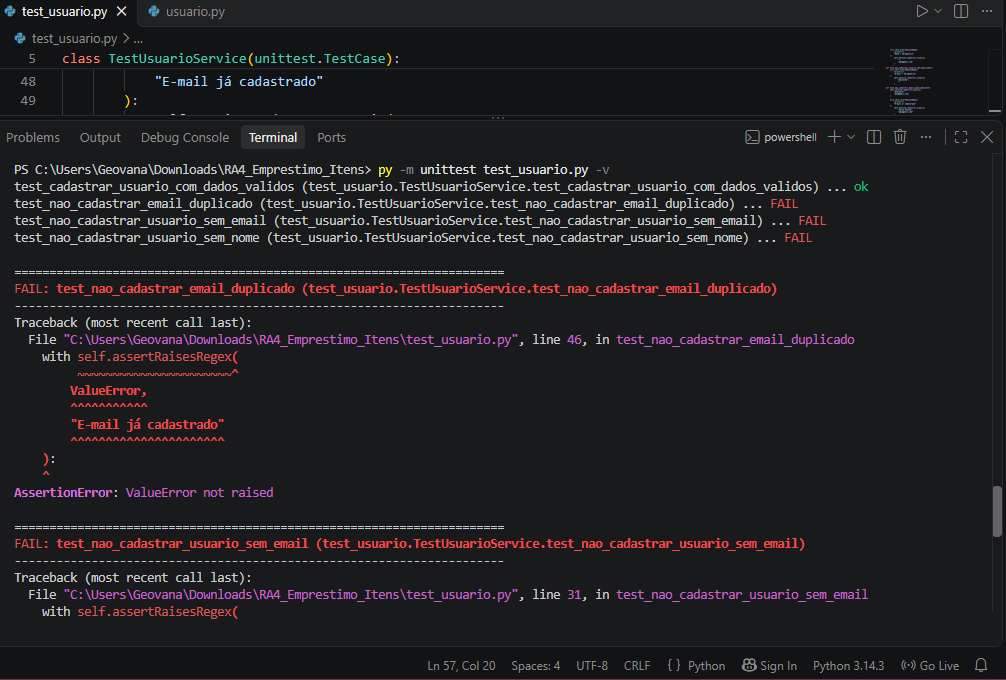 test_usuario.py
usuario.py
test_usuario.py > ...
5 class TestUsuarioService(unittest.TestCase):
48 "E-mail já cadastrado"
49 ):
Problems Output Debug Console Terminal Ports
powershell
PS C:\Users\Geovana\Downloads\RA4_Emprestimo_Itens> py -m unittest test_usuario.py -v
test_cadastrar_usuario_com_dados_validos (test_usuario.TestUsuarioService.test_cadastrar_usuario_com_dados_validos) ... ok
test_nao_cadastrar_email_duplicado (test_usuario.TestUsuarioService.test_nao_cadastrar_email_duplicado) ... FAIL
test_nao_cadastrar_usuario_sem_email (test_usuario.TestUsuarioService.test_nao_cadastrar_usuario_sem_email) ... FAIL
test_nao_cadastrar_usuario_sem_nome (test_usuario.TestUsuarioService.test_nao_cadastrar_usuario_sem_nome) ... FAIL
======================================================================
FAIL: test_nao_cadastrar_email_duplicado (test_usuario.TestUsuarioService.test_nao_cadastrar_email_duplicado)
----------------------------------------------------------------------
Traceback (most recent call last):
File "C:\Users\Geovana\Downloads\RA4_Emprestimo_Itens\test_usuario.py", line 46, in test_nao_cadastrar_email_duplicado
with self.assertRaisesRegex(
~~~~~~~~~~~~~~~~~~~~~~^
ValueError,
^^^^^^^^^^^
"E-mail já cadastrado"
^^^^^^^^^^^^^^^^^^^^^^
):
^
AssertionError: ValueError not raised
======================================================================
FAIL: test_nao_cadastrar_usuario_sem_email (test_usuario.TestUsuarioService.test_nao_cadastrar_usuario_sem_email)
----------------------------------------------------------------------
Traceback (most recent call last):
File "C:\Users\Geovana\Downloads\RA4_Emprestimo_Itens\test_usuario.py", line 31, in test_nao_cadastrar_usuario_sem_email
with self.assertRaisesRegex(
Ln 57, Col 20 Spaces: 4 UTF-8 CRLF { } Python Sign In Python 3.14.3 Go Live